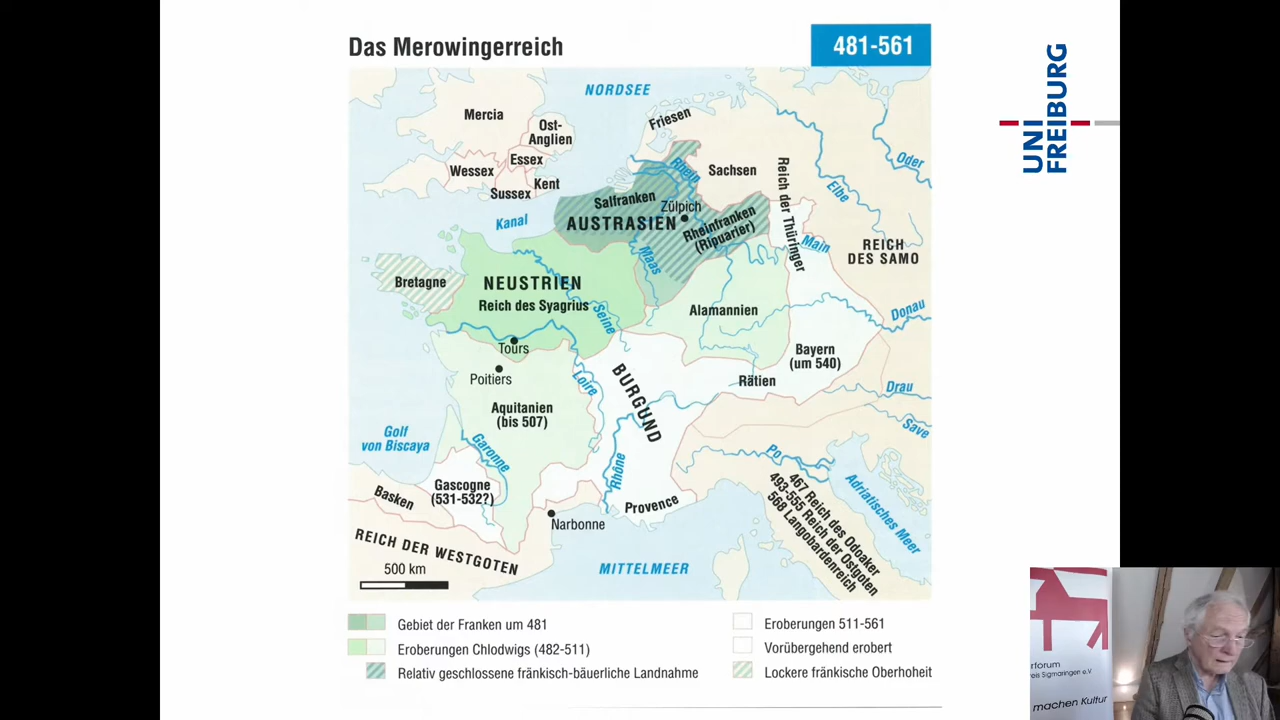 Das Merowingerreich
481-561
UNI
FREIBURG
NORDSEE
Mercia
Ost-
Anglien
Friesen
Essex
Wessex
Kent
Sussex
Kanal
Sachsen
Rhein
Oder
Elbe
Salfranken
Zülpich
AUSTRASIEN
Rheinfranken
(Ripuarier)
Reich der Thüringer
Main
REICH
DES SAMO
Maas
Bretagne
NEUSTRIEN
Reich des Syagrius
Seine
Alamannien
Donau
Tours
Poitiers
Loire
BURGUND
Bayern
(um 540)
Rätien
Drau
Save
Aquitanien
(bis 507)
Golf
von Biscaya
Garonne
Rhône
Po
Adriatisches Meer
Gascogne
(531-532?)
Basken
Provence
Narbonne
467 Reich des Odoaker
493-555 Reich der Ostgoten
568 Langobardenreich
REICH DER WESTGOTEN
500 km
MITTELMEER
Gebiet der Franken um 481
Eroberungen Chlodwigs (482-511)
Relativ geschlossene fränkisch-bäuerliche Landnahme
Eroberungen 511-561
Vorübergehend erobert
Lockere fränkische Oberhoheit
rforum
reis Sigmaringen e.V
machen Kultur